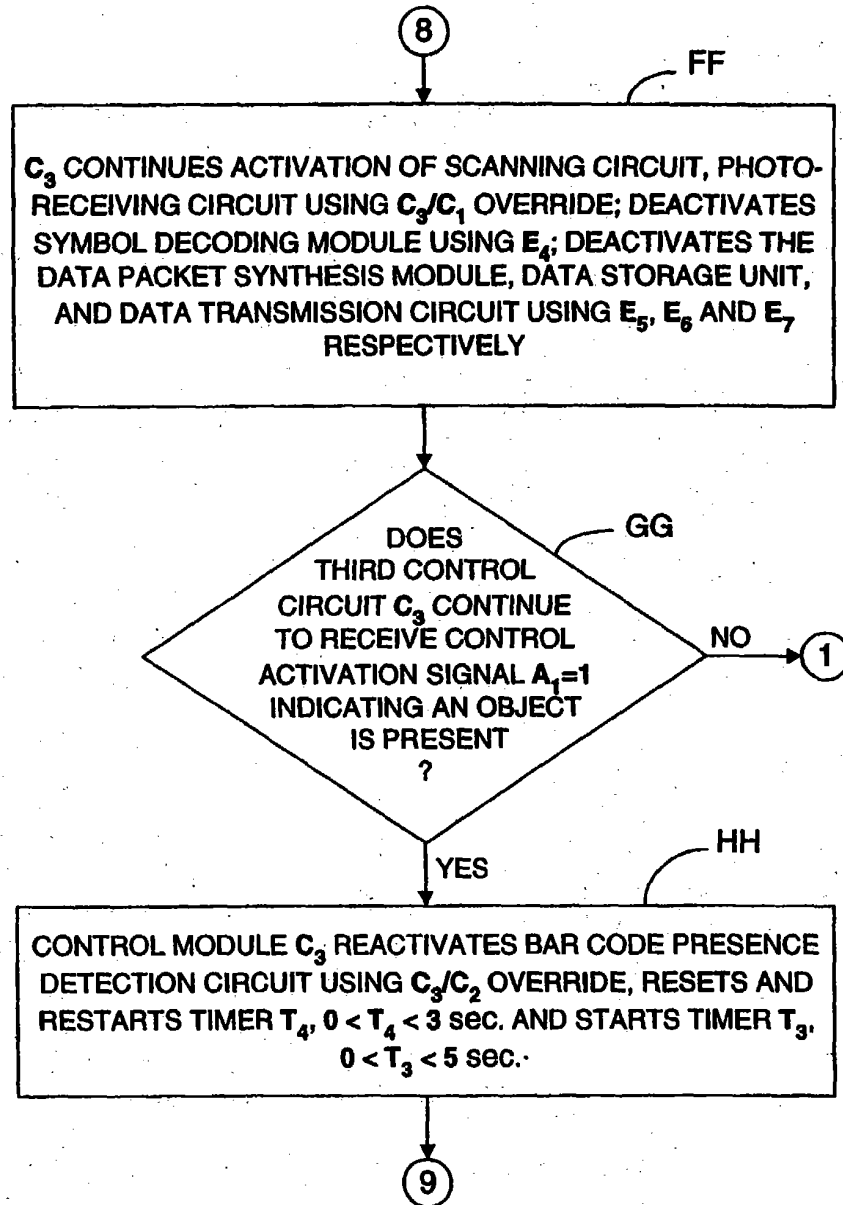 8
FF
C₃ CONTINUES ACTIVATION OF SCANNING CIRCUIT, PHOTO-
RECEIVING CIRCUIT USING C₃/C₁ OVERRIDE; DEACTIVATES
SYMBOL DECODING MODULE USING E₄; DEACTIVATES THE
DATA PACKET SYNTHESIS MODULE, DATA STORAGE UNIT,
AND DATA TRANSMISSION CIRCUIT USING E₅, E₆ AND E₇
RESPECTIVELY
GG
DOES
THIRD CONTROL
CIRCUIT C₃ CONTINUE
TO RECEIVE CONTROL
ACTIVATION SIGNAL A₁=1
INDICATING AN OBJECT
IS PRESENT
?
NO
1
YES
HH
CONTROL MODULE C₃ REACTIVATES BAR CODE PRESENCE
DETECTION CIRCUIT USING C₃/C₂ OVERRIDE, RESETS AND
RESTARTS TIMER T₄, 0 < T₄ < 3 sec. AND STARTS TIMER T₃,
0 < T₃ < 5 sec.
9